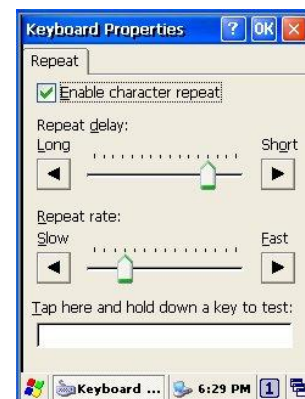 Keyboard Properties ? OK ×
Repeat
Enable character repeat
Repeat delay:
Long Short
Repeat rate:
Slow Fast
Tap here and hold down a key to test:
Keyboard ... 6:29 PM 1